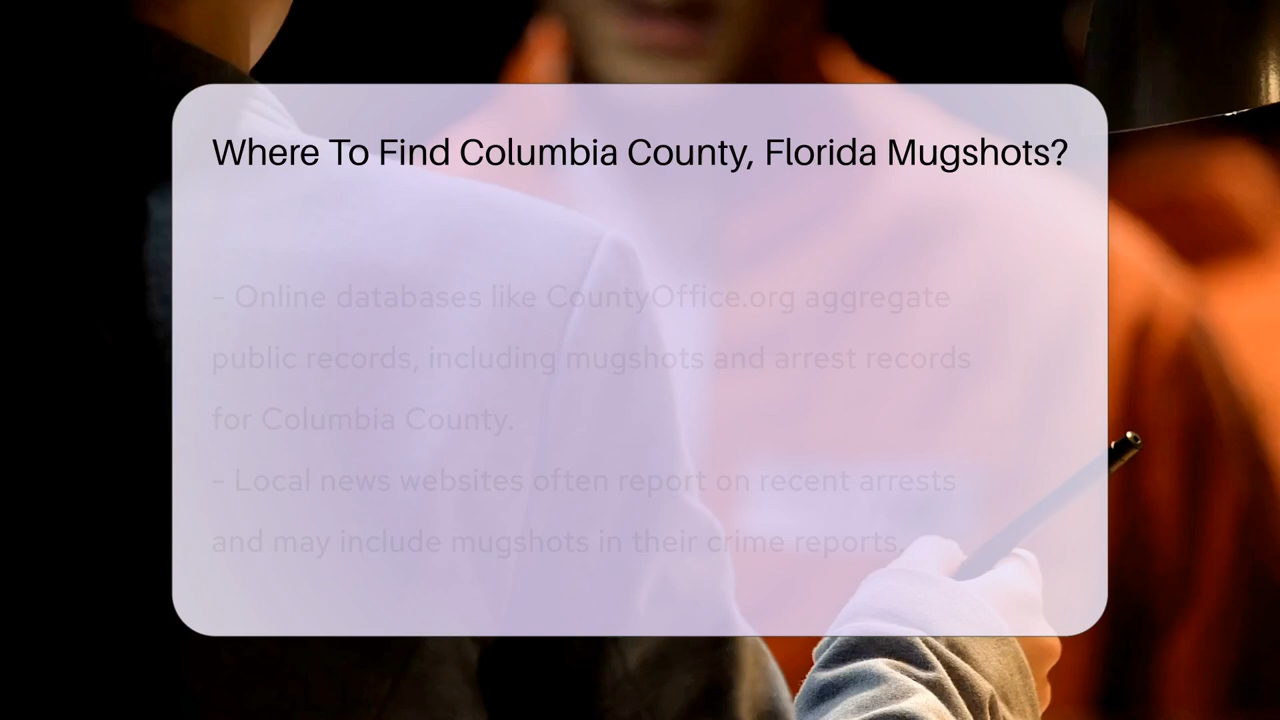 Where To Find Columbia County, Florida Mugshots?
- Online databases like CountyOffice.org aggregate
public records, including mugshots and arrest records
for Columbia County.
- Local news websites often report on recent arrests
and may include mugshots in their crime reports.